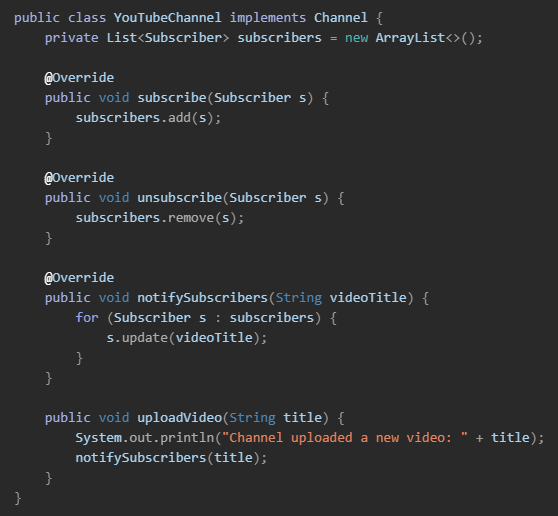 public class YouTubeChannel implements Channel {
    private List<Subscriber> subscribers = new ArrayList<>();

    @Override
    public void subscribe(Subscriber s) {
        subscribers.add(s);
    }

    @Override
    public void unsubscribe(Subscriber s) {
        subscribers.remove(s);
    }

    @Override
    public void notifySubscribers(String videoTitle) {
        for (Subscriber s : subscribers) {
            s.update(videoTitle);
        }
    }

    public void uploadVideo(String title) {
        System.out.println("Channel uploaded a new video: " + title);
        notifySubscribers(title);
    }
}